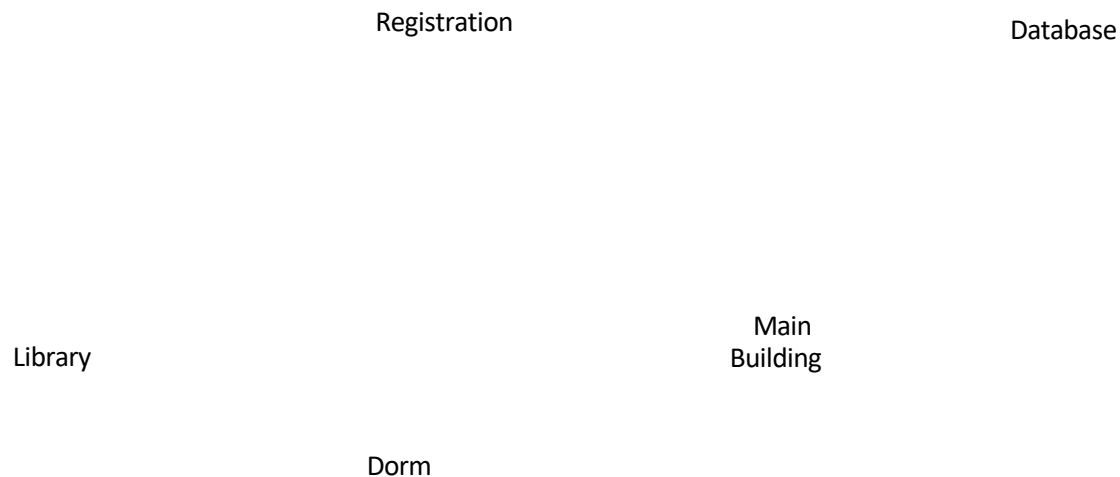 Registration
Database
Main
Building
Library
Dorm